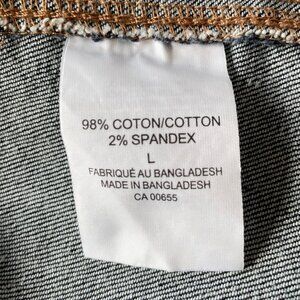 98% COTON/COTTON
2% SPANDEX
L
FABRIQUÉ AU BANGLADESH
MADE IN BANGLADESH
CA 00655